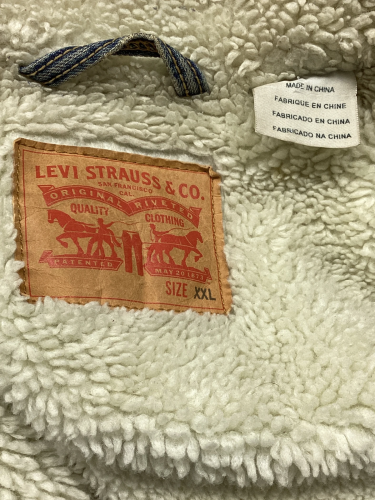 MADE IN CHINA
FABRIQUE EN CHINE
FABRICADO EN CHINA
FABRICADO NA CHINA
LEVI STRAUSS & CO.
SAN FRANCISCO
CAL.
ORIGINAL RIVETED
QUALITY CLOTHING
PATENTED
MAY 20 1873
SIZE XXL